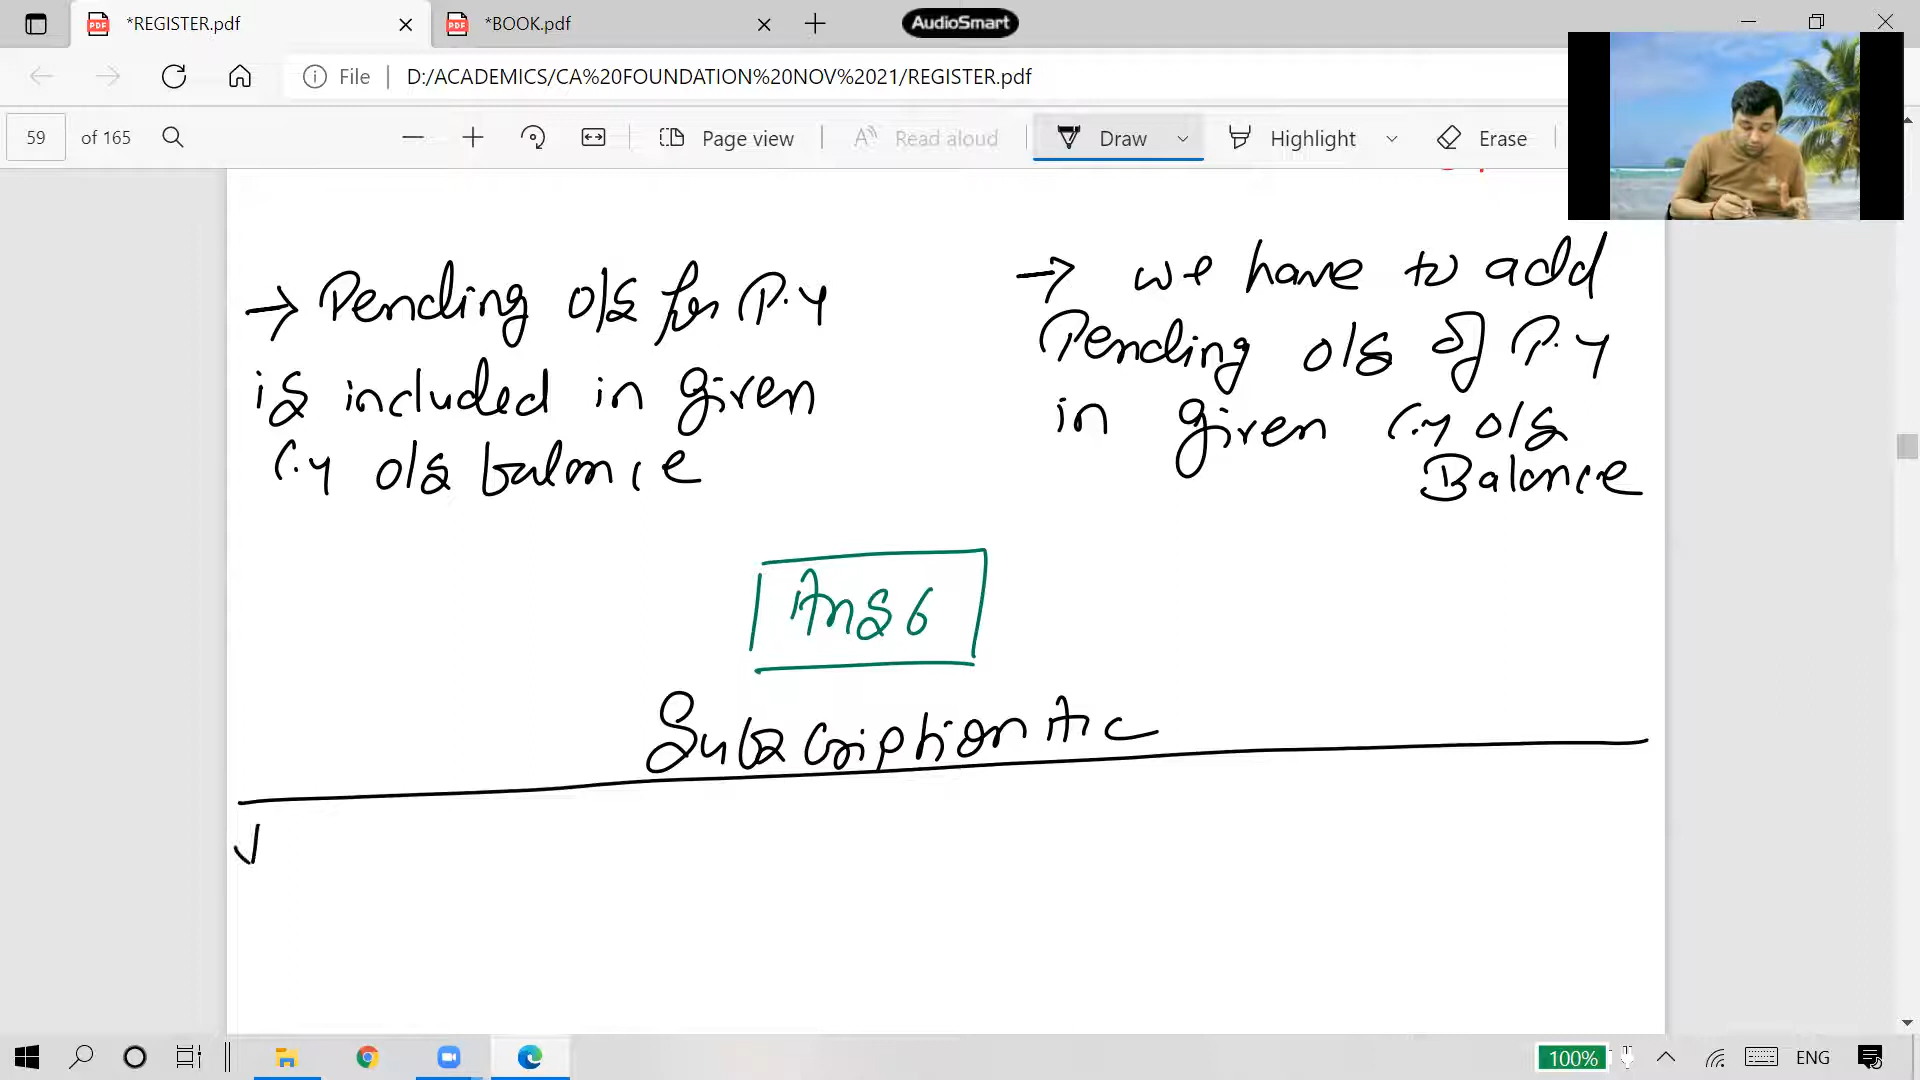 *REGISTER.pdf
*BOOK.pdf
AudioSmart
File
D:/ACADEMICS/CA%20FOUNDATION%20NOV%2021/REGISTER.pdf
59 of 165
Page view
Read aloud
Draw
Highlight
Erase
→ Pending o/s for P.Y
is included in given
C.Y o/s balance
→ we have to add
Pending o/s of P.Y
in given C.Y o/s
Balance
Ans 6
Subscription A/c
100%
ENG